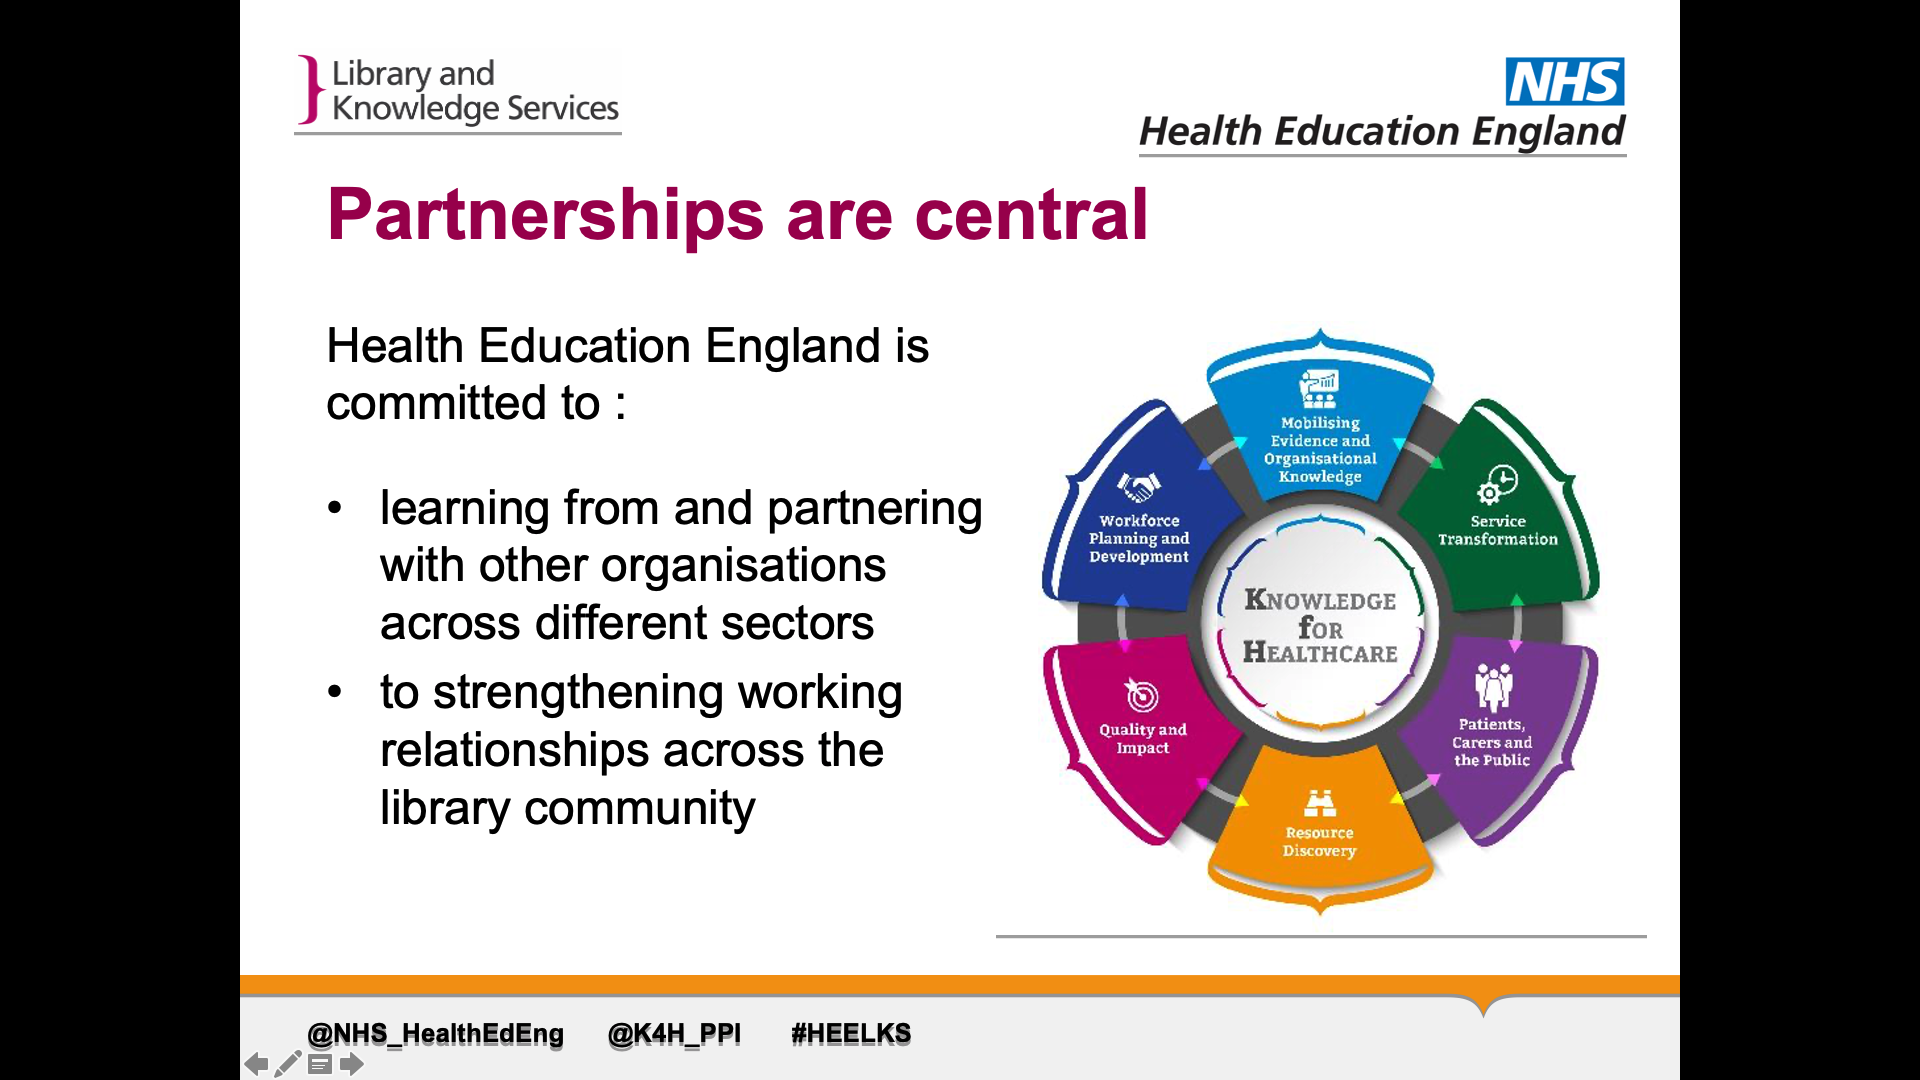 Library and
Knowledge Services
NHS
Health Education England
Partnerships are central
Health Education England is
committed to :
• learning from and partnering
with other organisations
across different sectors
• to strengthening working
relationships across the
library community
Mobilising
Evidence and
Organisational
Knowledge
Service
Transformation
Patients,
Carers and
the Public
Resource
Discovery
Quality and
Impact
Workforce
Planning and
Development
KNOWLEDGE
fOR
HEALTHCARE
@NHS_HealthEdEng @K4H_PPI #HEELKS